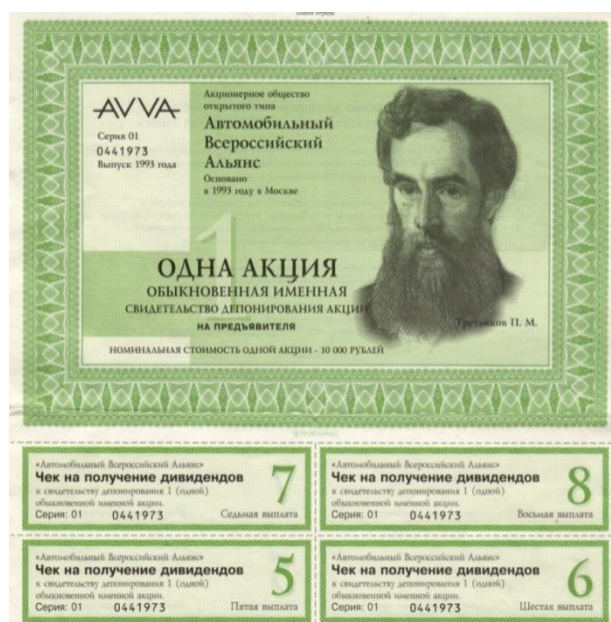 AVVA
Серия 01
0441973
Выпуск 1993 года
Акционерное общество
открытого типа
Автомобильный
Всероссийский
Альянс
Основано
в 1993 году в Москве
1
ОДНА АКЦИЯ
ОБЫКНОВЕННАЯ ИМЕННАЯ
СВИДЕТЕЛЬСТВО ДЕПОНИРОВАНИЯ АКЦИИ
НА ПРЕДЪЯВИТЕЛЯ
Третьяков П. М.
НОМИНАЛЬНАЯ СТОИМОСТЬ ОДНОЙ АКЦИИ - 10 000 РУБЛЕЙ
«Автомобильный Всероссийский Альянс»
Чек на получение дивидендов
к свидетельству депонирования 1 (одной)
обыкновенной именной акции.
Серия: 01 0441973 Седьмая выплата
7
«Автомобильный Всероссийский Альянс»
Чек на получение дивидендов
к свидетельству депонирования 1 (одной)
обыкновенной именной акции.
Серия: 01 0441973 Восьмая выплата
8
«Автомобильный Всероссийский Альянс»
Чек на получение дивидендов
к свидетельству депонирования 1 (одной)
обыкновенной именной акции.
Серия: 01 0441973 Пятая выплата
5
«Автомобильный Всероссийский Альянс»
Чек на получение дивидендов
к свидетельству депонирования 1 (одной)
обыкновенной именной акции.
Серия: 01 0441973 Шестая выплата
6